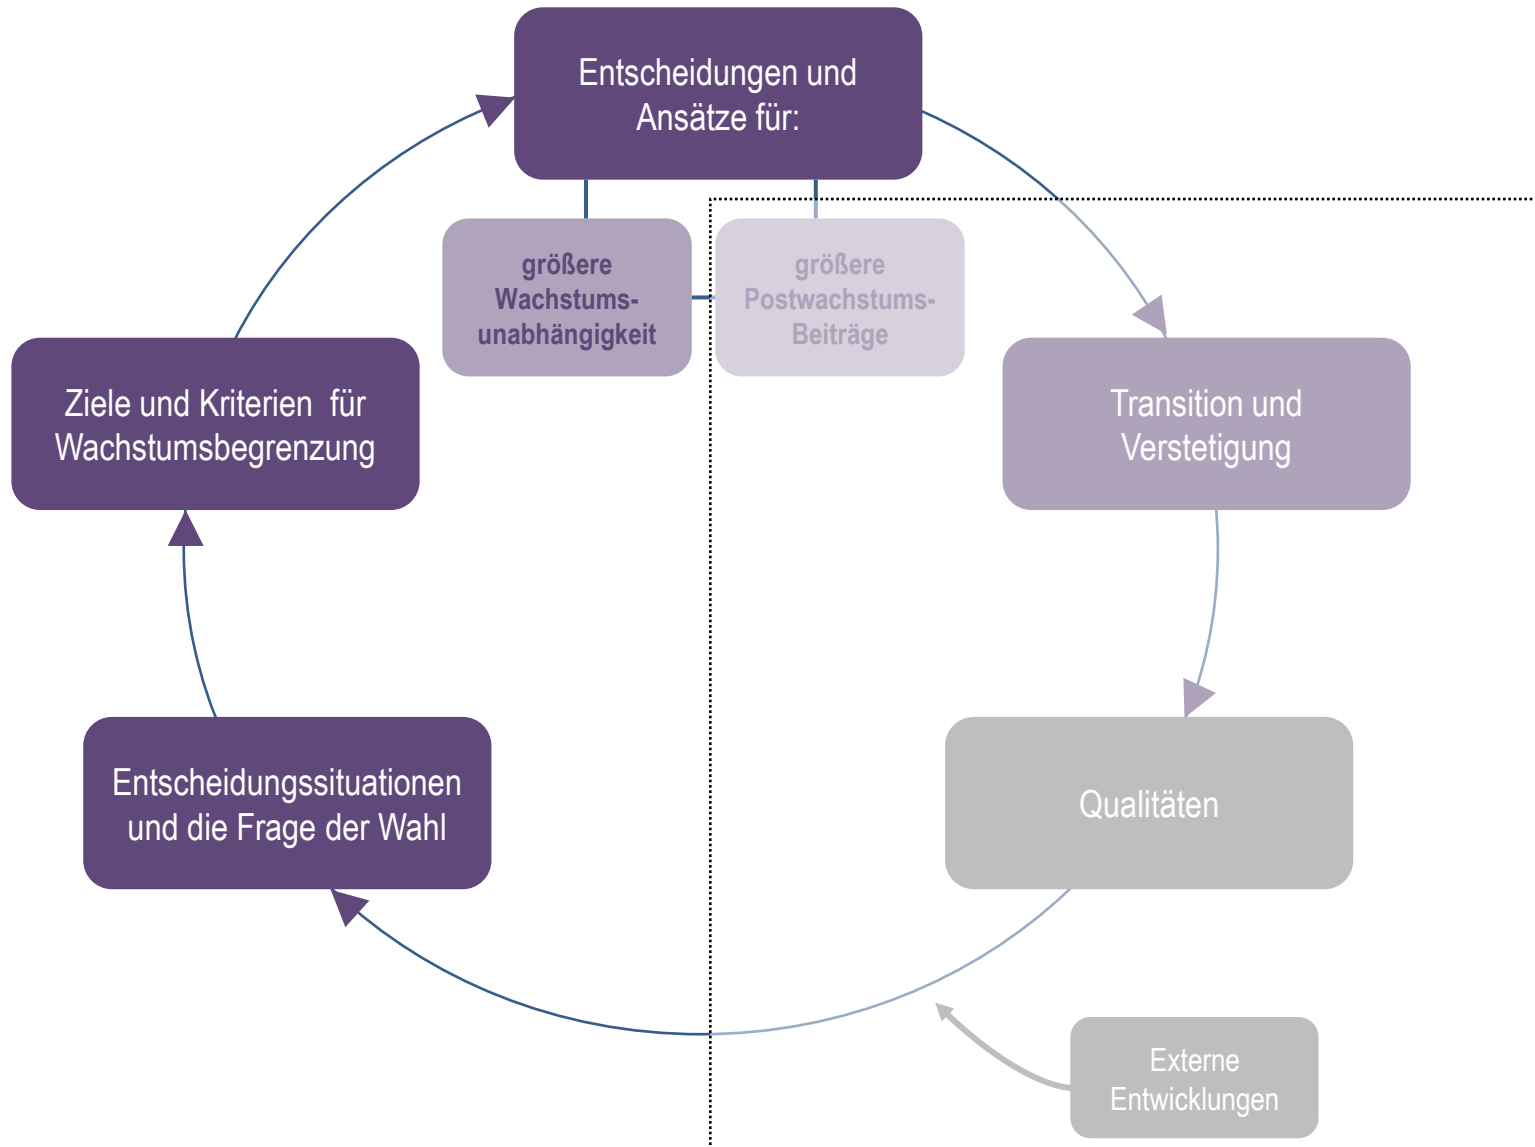 Entscheidungen und
Ansätze für:
größere
Wachstums-
unabhängigkeit
größere
Postwachstums-
Beiträge
Ziele und Kriterien  für
Wachstumsbegrenzung
Transition und
Verstetigung
Entscheidungssituationen
und die Frage der Wahl
Qualitäten
Externe
Entwicklungen